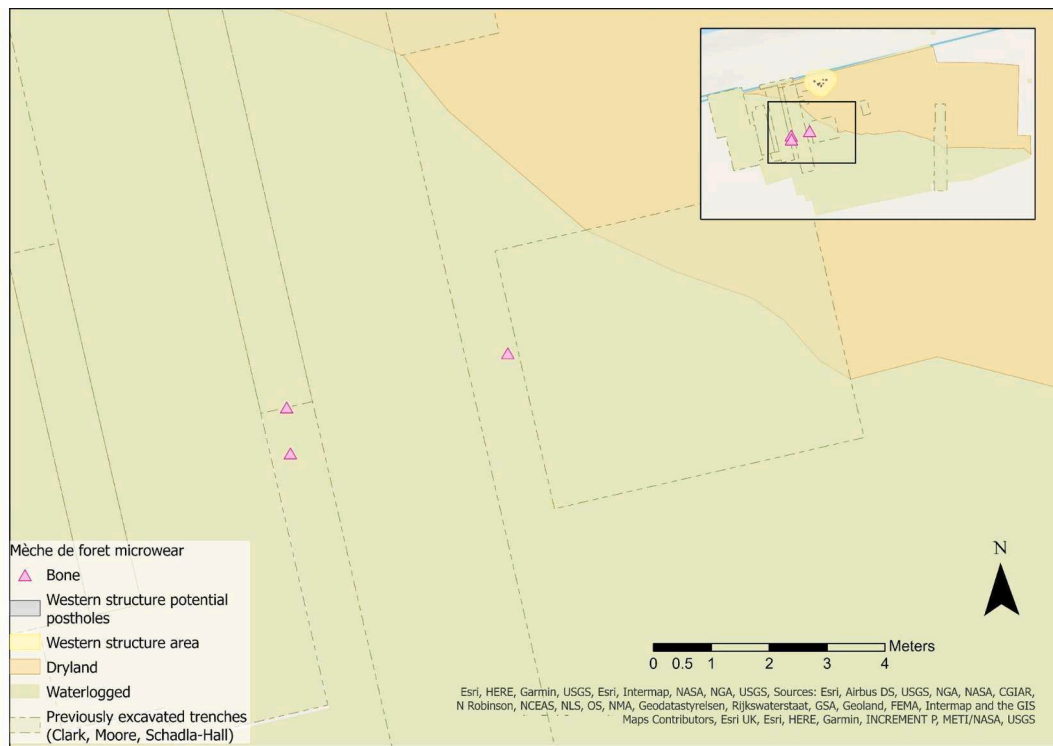 Mèche de foret microwear
Bone
Western structure potential
postholes
Western structure area
Dryland
Waterlogged
Previously excavated trenches
(Clark, Moore, Schadla-Hall)
N
Meters
0 0.5 1 2 3 4
Esri, HERE, Garmin, USGS, Esri, Intermap, NASA, NGA, USGS, Sources: Esri, Airbus DS, USGS, NGA, NASA, CGIAR,
N Robinson, NCEAS, NLS, OS, NMA, Geodatastyrelsen, Rijkswaterstaat, GSA, Geoland, FEMA, Intermap and the GIS
Maps Contributors, Esri UK, Esri, HERE, Garmin, INCREMENT P, METI/NASA, USGS